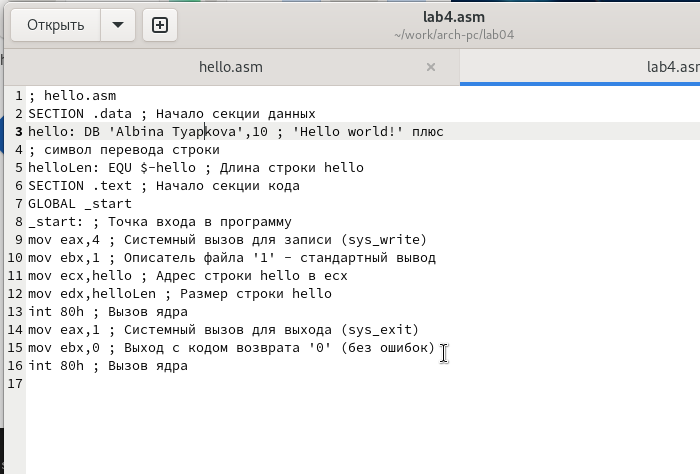 Открыть
lab4.asm
~/work/arch-pc/lab04
hello.asm ×
1 ; hello.asm
2 SECTION .data ; Начало секции данных
3 hello: DB 'Albina Tyapkova',10 ; 'Hello world!' плюс
4 ; символ перевода строки
5 helloLen: EQU $-hello ; Длина строки hello
6 SECTION .text ; Начало секции кода
7 GLOBAL _start
8 _start: ; Точка входа в программу
9 mov eax,4 ; Системный вызов для записи (sys_write)
10 mov ebx,1 ; Описатель файла '1' - стандартный вывод
11 mov ecx,hello ; Адрес строки hello в ecx
12 mov edx,helloLen ; Размер строки hello
13 int 80h ; Вызов ядра
14 mov eax,1 ; Системный вызов для выхода (sys_exit)
15 mov ebx,0 ; Выход с кодом возврата '0' (без ошибок)
16 int 80h ; Вызов ядра
17